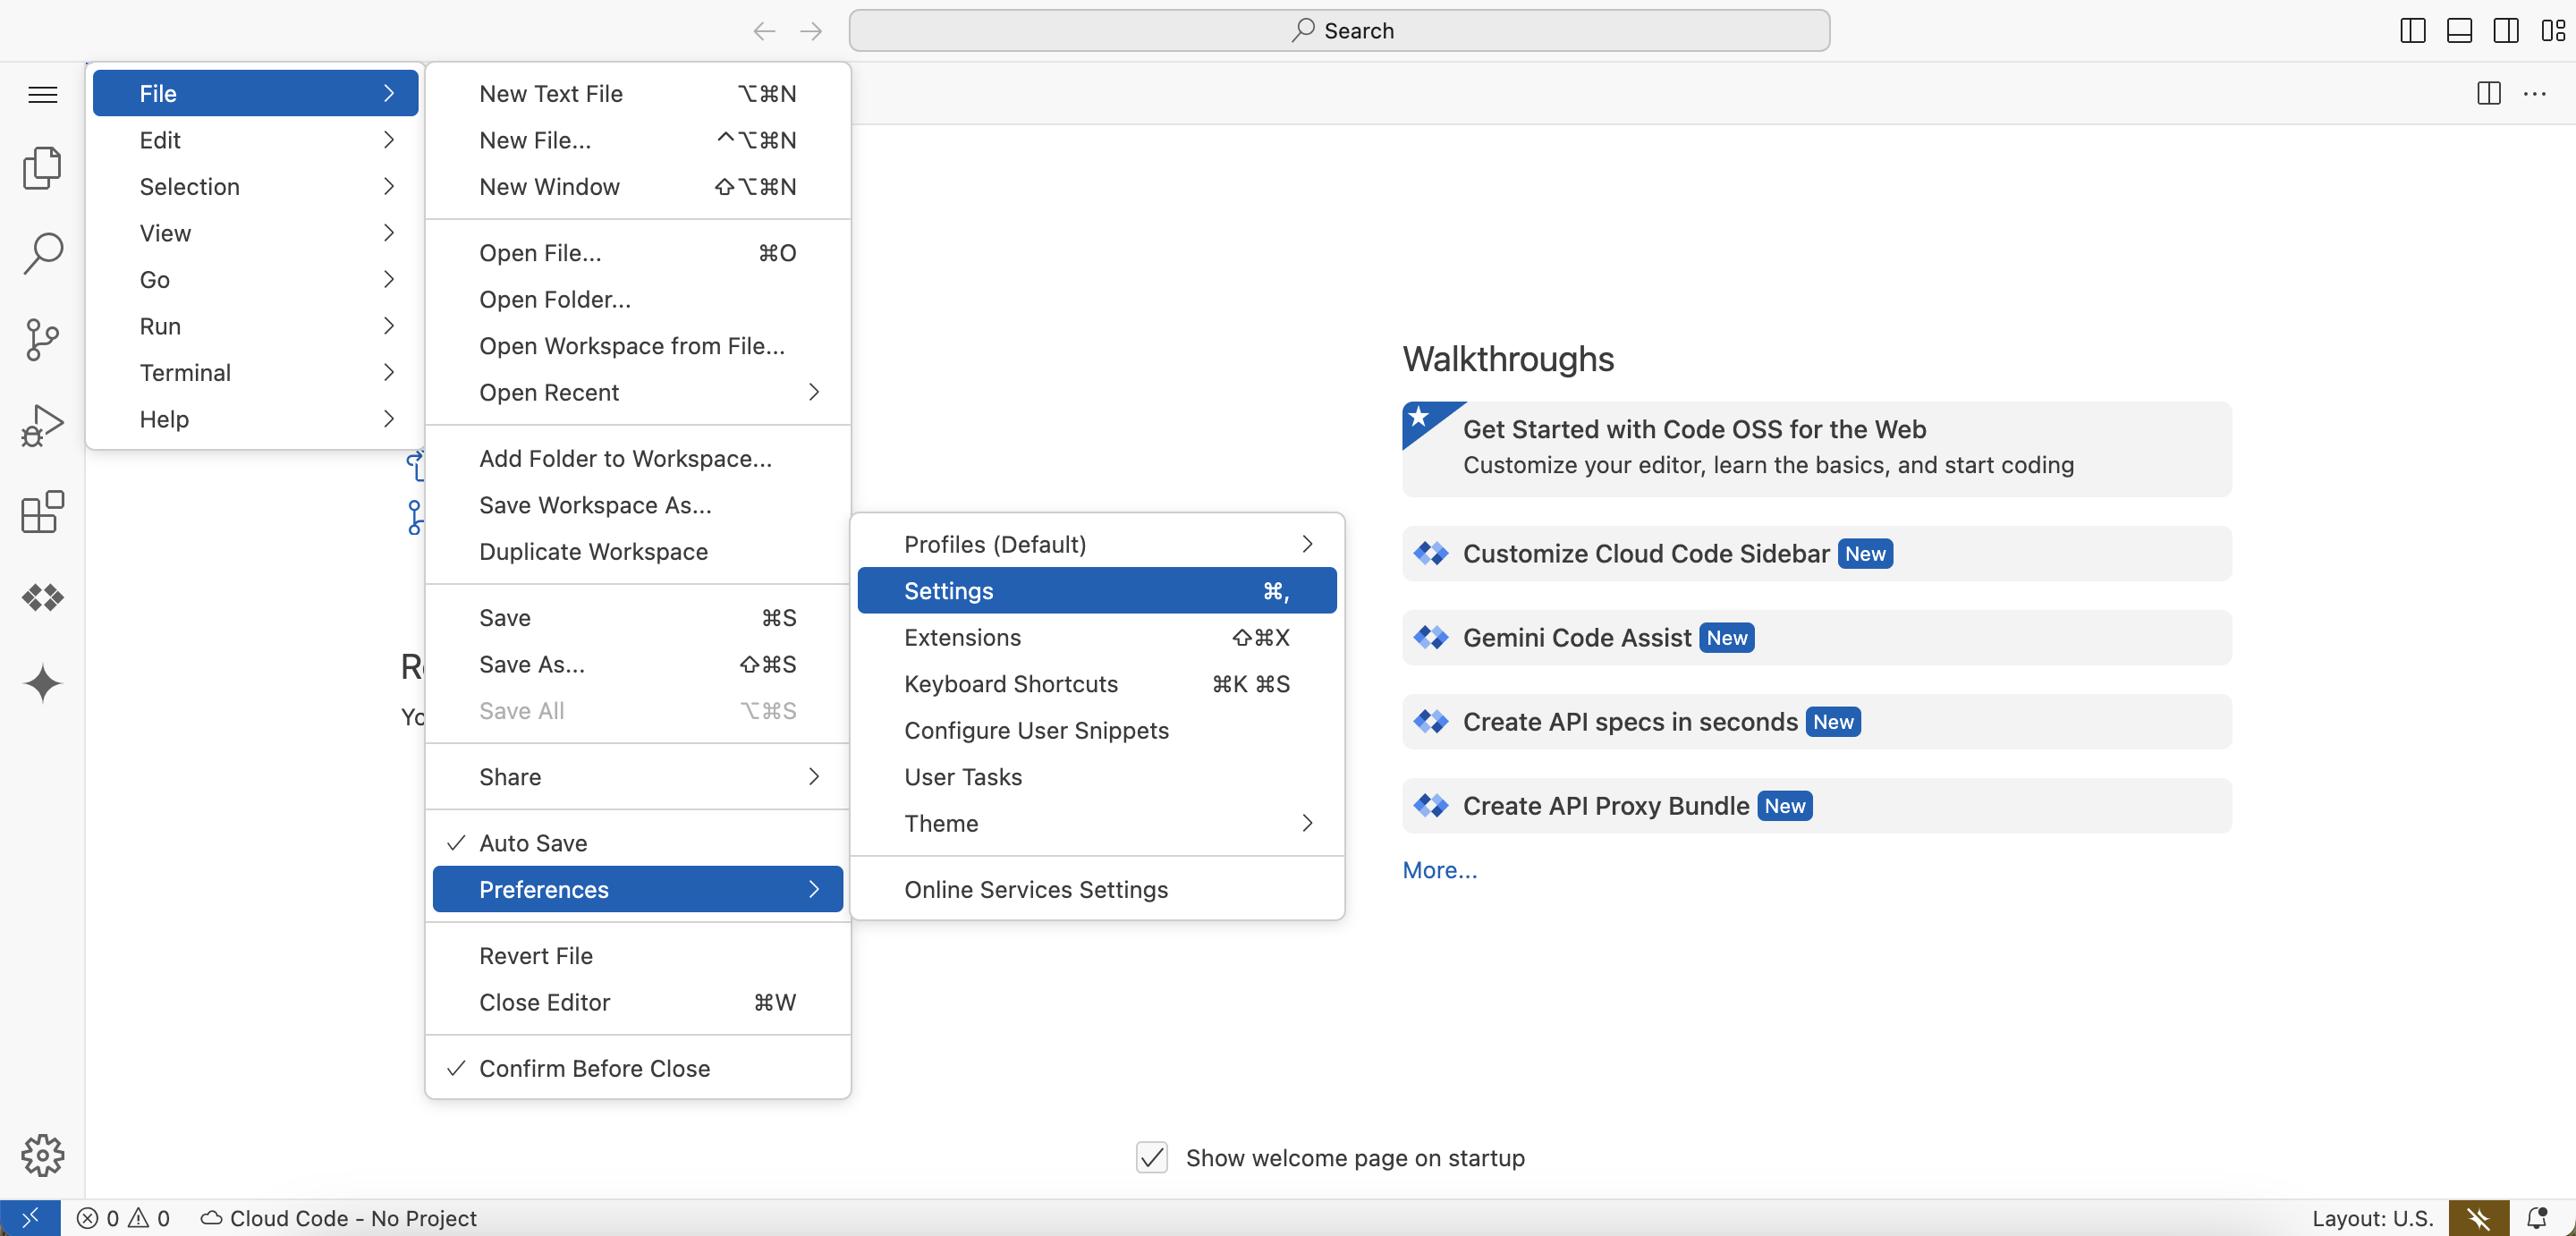 Search
File
Edit
Selection
View
Go
Run
Terminal
Help
New Text File ⌥⌘N
New File... ^⌥⌘N
New Window ⇧⌥⌘N
Open File... ⌘O
Open Folder...
Open Workspace from File...
Open Recent
Add Folder to Workspace...
Save Workspace As...
Duplicate Workspace
Save ⌘S
Save As... ⇧⌘S
Save All ⌥⌘S
Share
Auto Save
Preferences
Revert File
Close Editor ⌘W
Confirm Before Close
Profiles (Default)
Settings ⌘,
Extensions ⇧⌘X
Keyboard Shortcuts ⌘K ⌘S
Configure User Snippets
User Tasks
Theme
Online Services Settings
Walkthroughs
Get Started with Code OSS for the Web
Customize your editor, learn the basics, and start coding
Customize Cloud Code Sidebar New
Gemini Code Assist New
Create API specs in seconds New
Create API Proxy Bundle New
More...
Show welcome page on startup
0 0 Cloud Code - No Project
Layout: U.S.